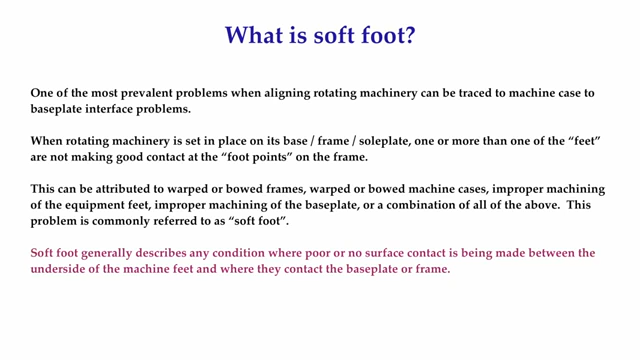 What is soft foot?
One of the most prevalent problems when aligning rotating machinery can be traced to machine case to
baseplate interface problems.
When rotating machinery is set in place on its base / frame / soleplate, one or more than one of the “feet”
are not making good contact at the “foot points” on the frame.
This can be attributed to warped or bowed frames, warped or bowed machine cases, improper machining
of the equipment feet, improper machining of the baseplate, or a combination of all of the above.  This
problem is commonly referred to as “soft foot”.
Soft foot generally describes any condition where poor or no surface contact is being made between the
underside of the machine feet and where they contact the baseplate or frame.